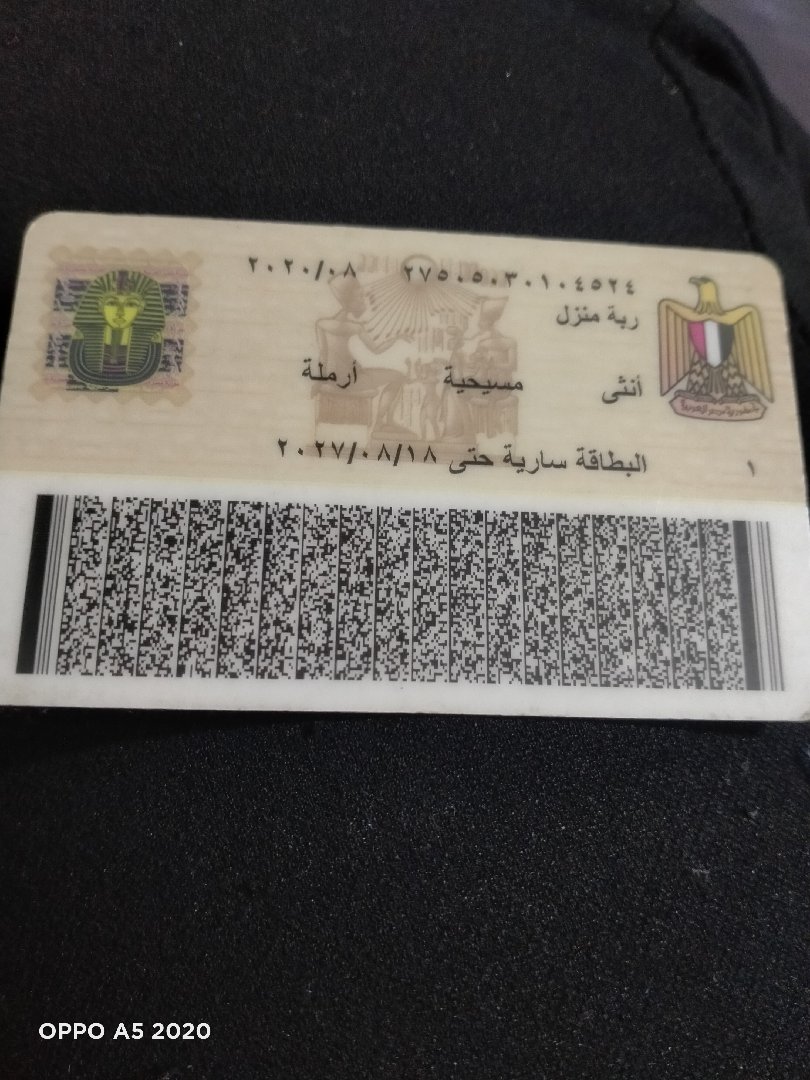 ٢٧٥٠٥٠٣٠١٠٤٥٢٤ ٢٠٢٠/٠٨
ربة منزل
أنثى مسيحية أرملة
١ البطاقة سارية حتى ٢٠٢٧/٠٨/١٨
OPPO A5 2020